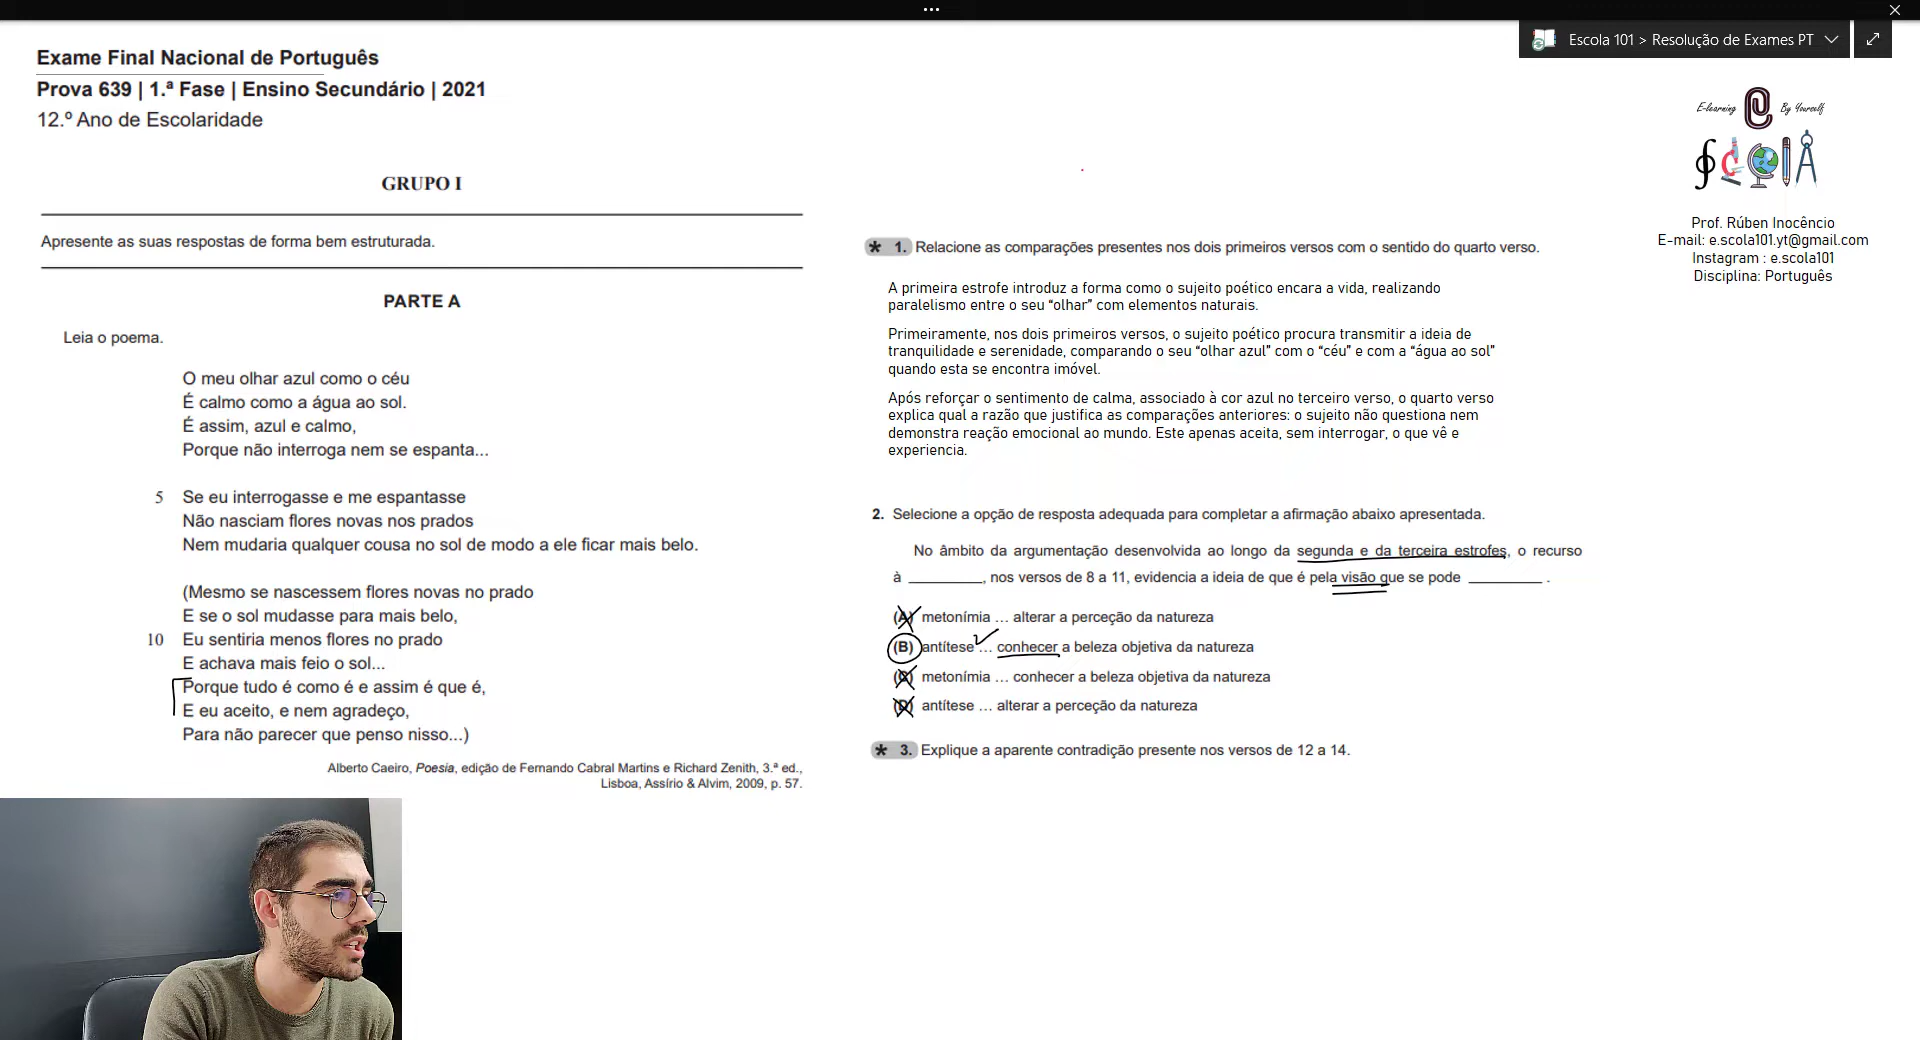 Exame Final Nacional de Português
Prova 639 | 1.ª Fase | Ensino Secundário | 2021
12.º Ano de Escolaridade
GRUPO I
Apresente as suas respostas de forma bem estruturada.
PARTE A
Leia o poema.
O meu olhar azul como o céu
É calmo como a água ao sol.
É assim, azul e calmo,
Porque não interroga nem se espanta...
5 Se eu interrogasse e me espantasse
Não nasciam flores novas nos prados
Nem mudaria qualquer cousa no sol de modo a ele ficar mais belo.
(Mesmo se nascessem flores novas no prado
E se o sol mudasse para mais belo,
10 Eu sentiria menos flores no prado
E achava mais feio o sol...
Porque tudo é como é e assim é que é,
E eu aceito, e nem agradeço,
Para não parecer que penso nisso...)
Alberto Caeiro, Poesia, edição de Fernando Cabral Martins e Richard Zenith, 3.ª ed.,
Lisboa, Assírio & Alvim, 2009, p. 57.
* 1. Relacione as comparações presentes nos dois primeiros versos com o sentido do quarto verso.
A primeira estrofe introduz a forma como o sujeito poético encara a vida, realizando
paralelismo entre o seu “olhar” com elementos naturais.
Primeiramente, nos dois primeiros versos, o sujeito poético procura transmitir a ideia de
tranquilidade e serenidade, comparando o seu “olhar azul” com o “céu” e com a “água ao sol”
quando esta se encontra imóvel.
Após reforçar o sentimento de calma, associado à cor azul no terceiro verso, o quarto verso
explica qual a razão que justifica as comparações anteriores: o sujeito não questiona nem
demonstra reação emocional ao mundo. Este apenas aceita, sem interrogar, o que vê e
experiencia.
2. Selecione a opção de resposta adequada para completar a afirmação abaixo apresentada.
No âmbito da argumentação desenvolvida ao longo da segunda e da terceira estrofes, o recurso
à _________, nos versos de 8 a 11, evidencia a ideia de que é pela visão que se pode _________ .
(A) metonímia ... alterar a perceção da natureza
(B) antítese ... conhecer a beleza objetiva da natureza
(C) metonímia ... conhecer a beleza objetiva da natureza
(D) antítese ... alterar a perceção da natureza
* 3. Explique a aparente contradição presente nos versos de 12 a 14.
Escola 101 > Resolução de Exames PT
E-learning By Yourself
Prof. Rúben Inocêncio
E-mail: e.scola101.yt@gmail.com
Instagram : e.scola101
Disciplina: Português